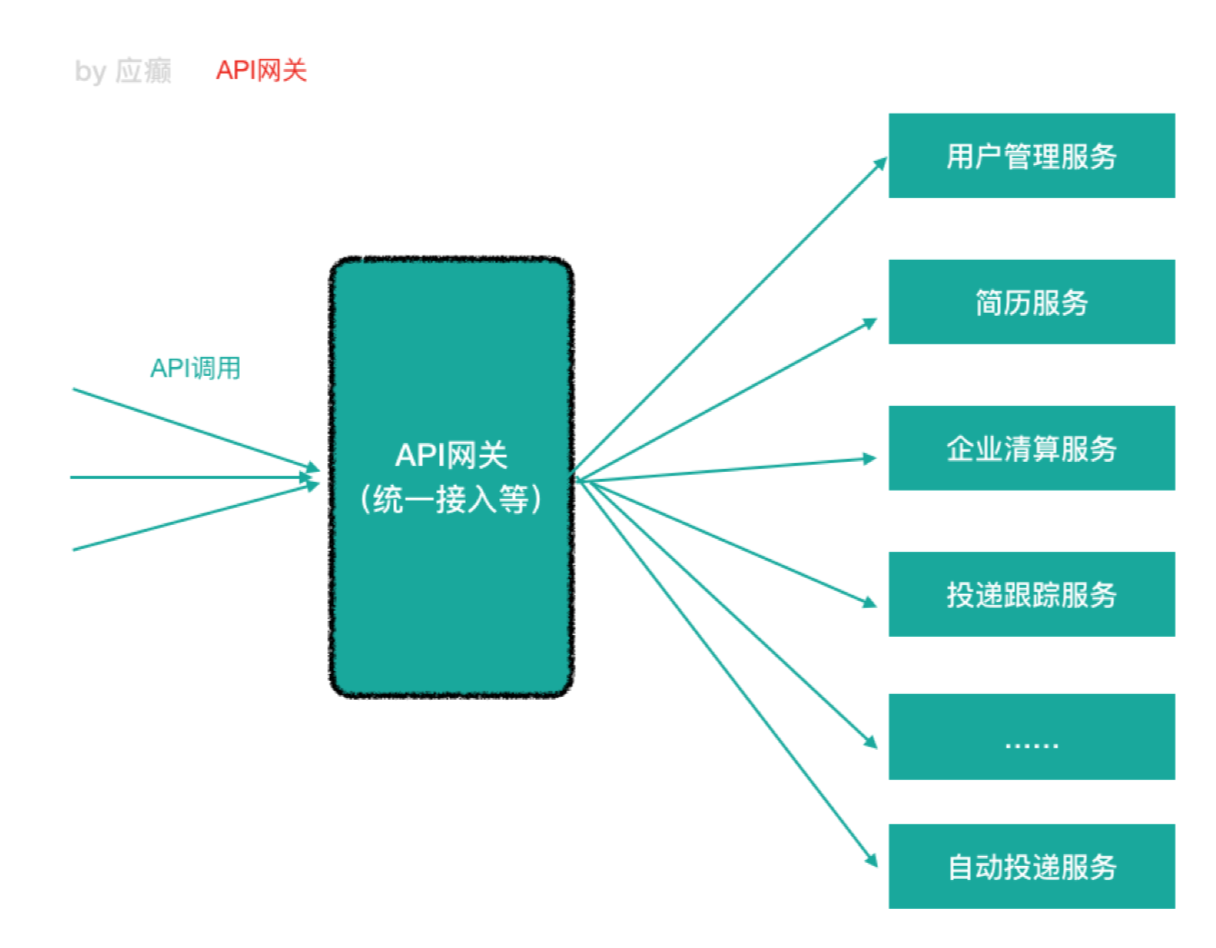 by 应癫 API网关
用户管理服务
简历服务
API调用
API网关
(统一接入等)
企业清算服务
投递跟踪服务
......
自动投递服务